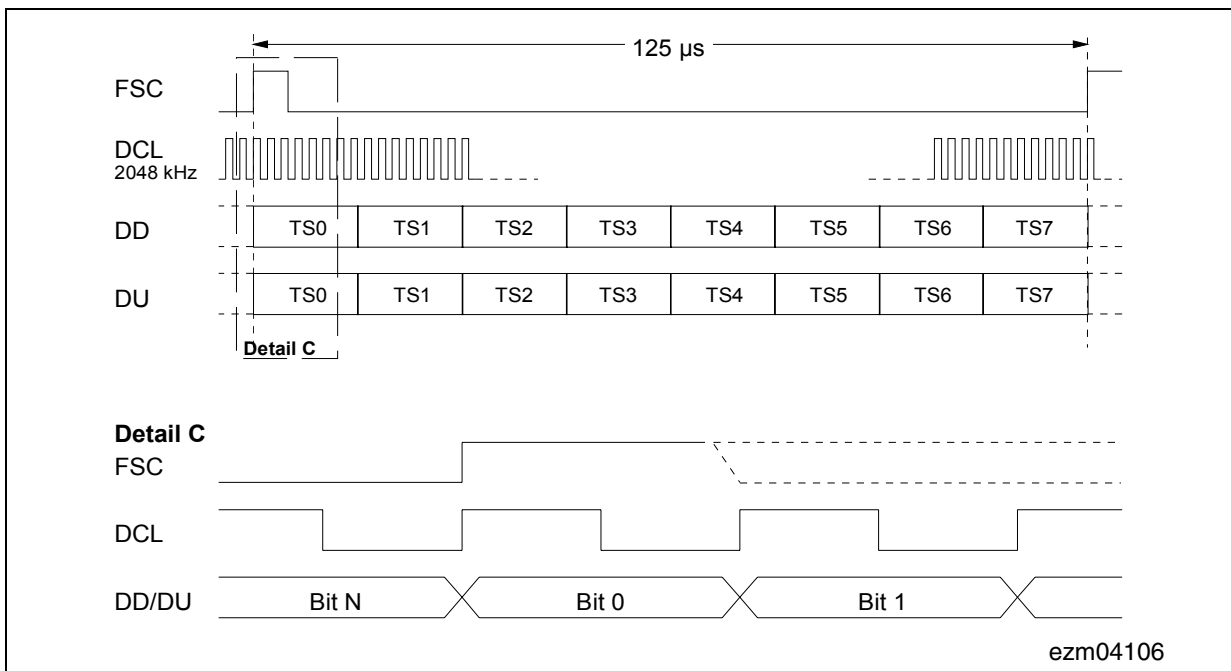 125 µs
FSC
DCL
2048 kHz
DD TS0 TS1 TS2 TS3 TS4 TS5 TS6 TS7
DU TS0 TS1 TS2 TS3 TS4 TS5 TS6 TS7
Detail C
Detail C
FSC
DCL
DD/DU Bit N Bit 0 Bit 1
ezm04106